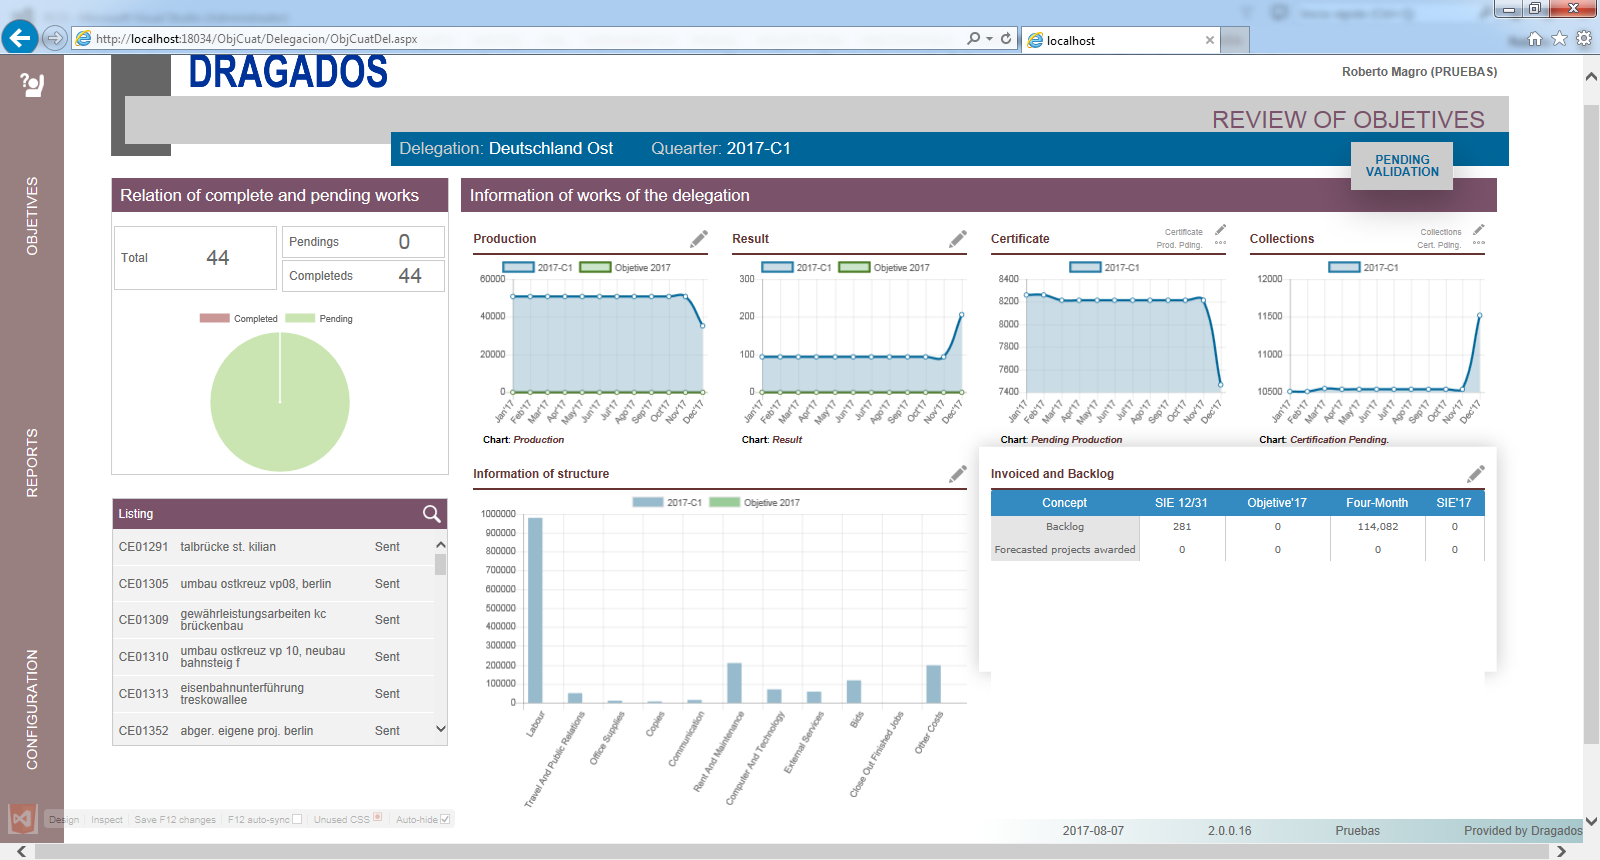 http://localhost:18034/ObjCuat/Delegacion/ObjCuatDel.aspx
localhost
DRAGADOS
Roberto Magro (PRUEBAS)
REVIEW OF OBJETIVES
Delegation: Deutschland Ost Quearter: 2017-C1
PENDING
VALIDATION
OBJETIVES
REPORTS
CONFIGURATION
Relation of complete and pending works
Total 44
Pendings 0
Completeds 44
Completed Pending
Listing
CE01291 talbrücke st. kilian Sent
CE01305 umbau ostkreuz vp08, berlin Sent
CE01309 gewährleistungsarbeiten kc
brückenbau Sent
CE01310 umbau ostkreuz vp 10, neubau
bahnsteig f Sent
CE01313 eisenbahnunterführung
treskowallee Sent
CE01352 abger. eigene proj. berlin Sent
Information of works of the delegation
Production
2017-C1 Objetive 2017
60000
40000
20000
0
Jan'17 Feb'17 Mar'17 Apr'17 May'17 Jun'17 Jul'17 Ago'17 Sep'17 Oct'17 Nov'17 Dec'17
Chart: Production
Result
2017-C1 Objetive 2017
300
200
100
0
Jan'17 Feb'17 Mar'17 Apr'17 May'17 Jun'17 Jul'17 Ago'17 Sep'17 Oct'17 Nov'17 Dec'17
Chart: Result
Certificate
Certificate
Prod. Pding.
2017-C1
8400
8200
8000
7800
7600
7400
Jan'17 Feb'17 Mar'17 Apr'17 May'17 Jun'17 Jul'17 Ago'17 Sep'17 Oct'17 Nov'17 Dec'17
Chart: Pending Production
Collections
Collections
Cert. Pding.
2017-C1
12000
11500
11000
10500
Jan'17 Feb'17 Mar'17 Apr'17 May'17 Jun'17 Jul'17 Ago'17 Sep'17 Oct'17 Nov'17 Dec'17
Chart: Certification Pending.
Information of structure
2017-C1 Objetive 2017
1000000
900000
800000
700000
600000
500000
400000
300000
200000
100000
0
Labour Travel And Public Relations Office Supplies Copies Communication Rent And Maintenance Computer And Technology External Services Bids Close Out Finished Jobs Other Costs
Invoiced and Backlog
Concept SIE 12/31 Objetive'17 Four-Month SIE'17
Backlog 281 0 114,082 0
Forecasted projects awarded 0 0 0 0
Design Inspect Save F12 changes F12 auto-sync Unused CSS Auto-hide
2017-08-07 2.0.0.16 Pruebas Provided by Dragados